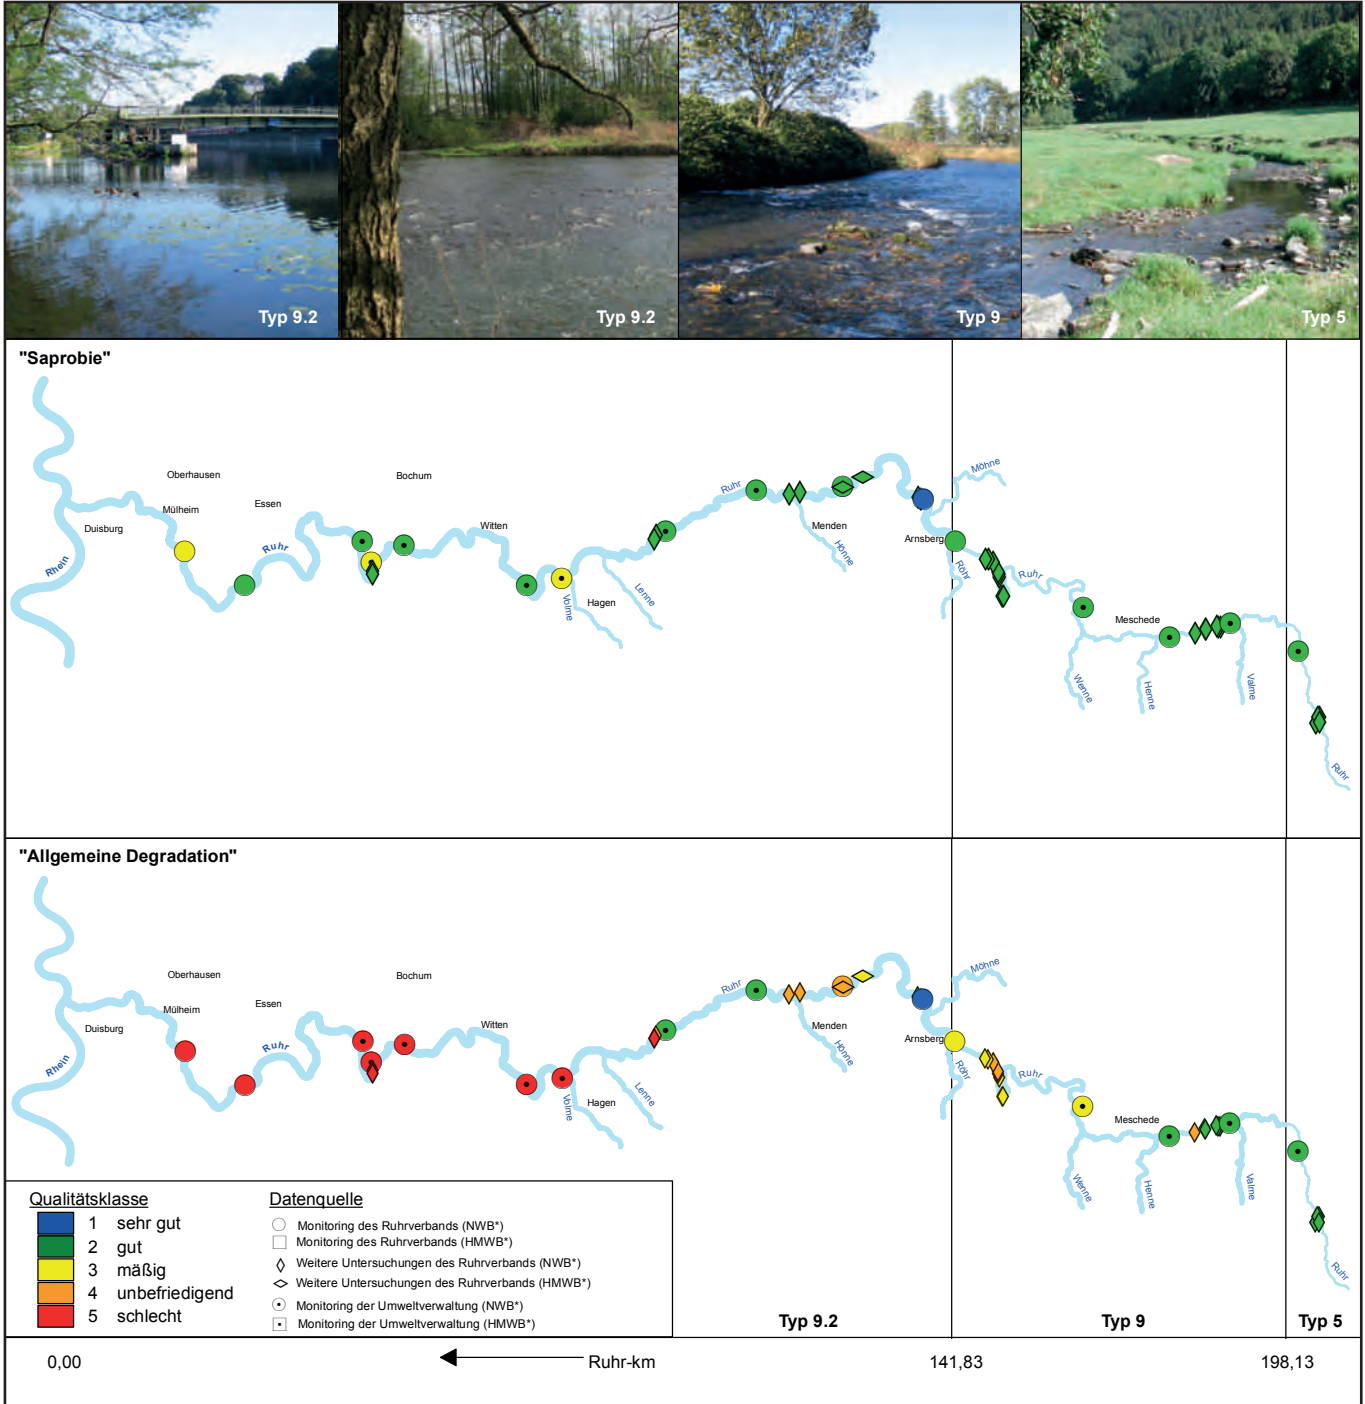 Typ 9.2
Typ 9.2
Typ 9
Typ 5
"Saprobie"
Oberhausen
Bochum
Mülheim
Essen
Duisburg
Witten
Ruhr
Ruhr
Rhein
Hagen
Volme
Lenne
Menden
Hönne
Möhne
Arnsberg
Röhr
Ruhr
Meschede
Wenne
Henne
Valme
Ruhr
"Allgemeine Degradation"
Oberhausen
Bochum
Mülheim
Essen
Duisburg
Witten
Ruhr
Ruhr
Rhein
Hagen
Volme
Lenne
Menden
Hönne
Möhne
Arnsberg
Röhr
Ruhr
Meschede
Wenne
Henne
Valme
Ruhr
Qualitätsklasse
1 sehr gut
2 gut
3 mäßig
4 unbefriedigend
5 schlecht
Datenquelle
Monitoring des Ruhrverbands (NWB*)
Monitoring des Ruhrverbands (HMWB*)
Weitere Untersuchungen des Ruhrverbands (NWB*)
Weitere Untersuchungen des Ruhrverbands (HMWB*)
Monitoring der Umweltverwaltung (NWB*)
Monitoring der Umweltverwaltung (HMWB*)
Typ 9.2
Typ 9
Typ 5
0,00
Ruhr-km
141,83
198,13